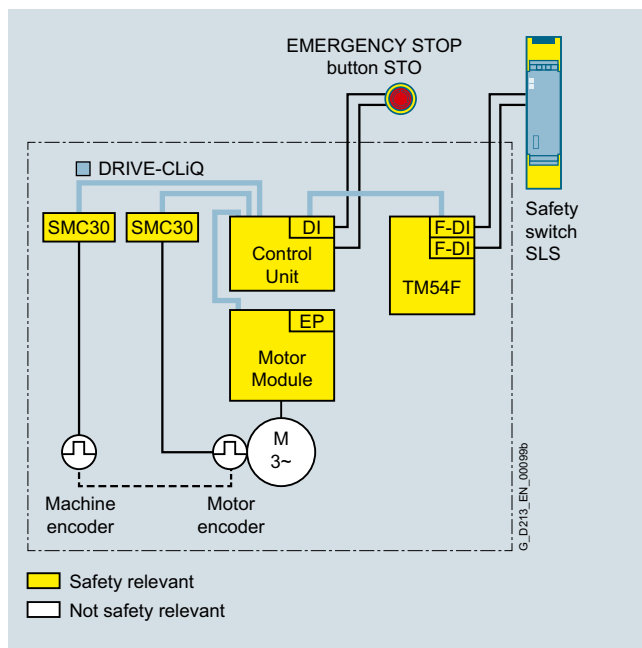 EMERGENCY STOP
button STO
DRIVE-CLiQ
SMC30
SMC30
DI
Control
Unit
F-DI
F-DI
TM54F
Safety
switch
SLS
EP
Motor
Module
M
3~
Machine
encoder
Motor
encoder
G_D213_EN_00099b
Safety relevant
Not safety relevant